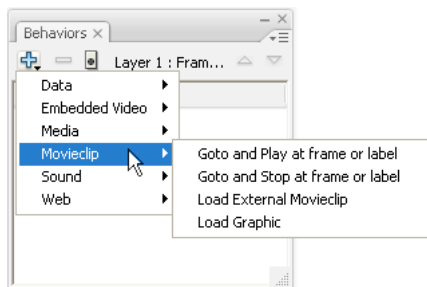 Behaviors ×
Layer 1 : Fram...
Data
Embedded Video
Media
Movieclip
Sound
Web
Goto and Play at frame or label
Goto and Stop at frame or label
Load External Movieclip
Load Graphic